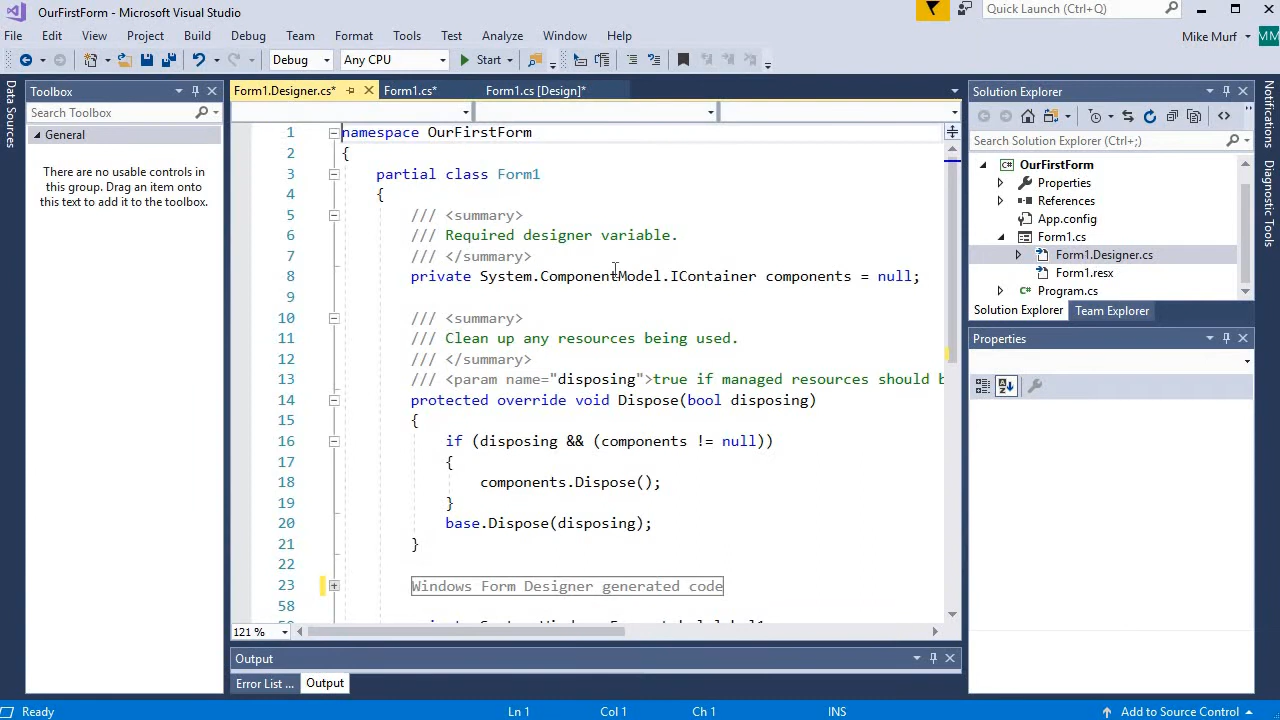 OurFirstForm - Microsoft Visual Studio
Quick Launch (Ctrl+Q)
File Edit View Project Build Debug Team Format Tools Test Analyze Window Help
Mike Murf
MM
Debug Any CPU Start
Data Sources
Toolbox
Search Toolbox
General
There are no usable controls in
this group. Drag an item onto
this text to add it to the toolbox.
Form1.Designer.cs* Form1.cs* Form1.cs [Design]*
1 namespace OurFirstForm
2 {
3 partial class Form1
4 {
5 /// <summary>
6 /// Required designer variable.
7 /// </summary>
8 private System.ComponentModel.IContainer components = null;
9
10 /// <summary>
11 /// Clean up any resources being used.
12 /// </summary>
13 /// <param name="disposing">true if managed resources should b
14 protected override void Dispose(bool disposing)
15 {
16 if (disposing && (components != null))
17 {
18 components.Dispose();
19 }
20 base.Dispose(disposing);
21 }
22
23 Windows Form Designer generated code
58
121 %
Output
Error List ... Output
Solution Explorer
Search Solution Explorer (Ctrl+;)
OurFirstForm
Properties
References
App.config
Form1.cs
Form1.Designer.cs
Form1.resx
Program.cs
Solution Explorer Team Explorer
Properties
Notifications
Diagnostic Tools
Ready Ln 1 Col 1 Ch 1 INS Add to Source Control